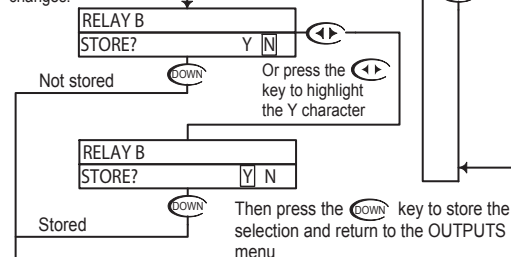 changes.
RELAY B
STORE? Y N
DOWN
Not stored
Or press the
key to highlight
the Y character
RELAY B
STORE? Y N
DOWN
Stored
Then press the DOWN key to store the
selection and return to the OUTPUTS
menu